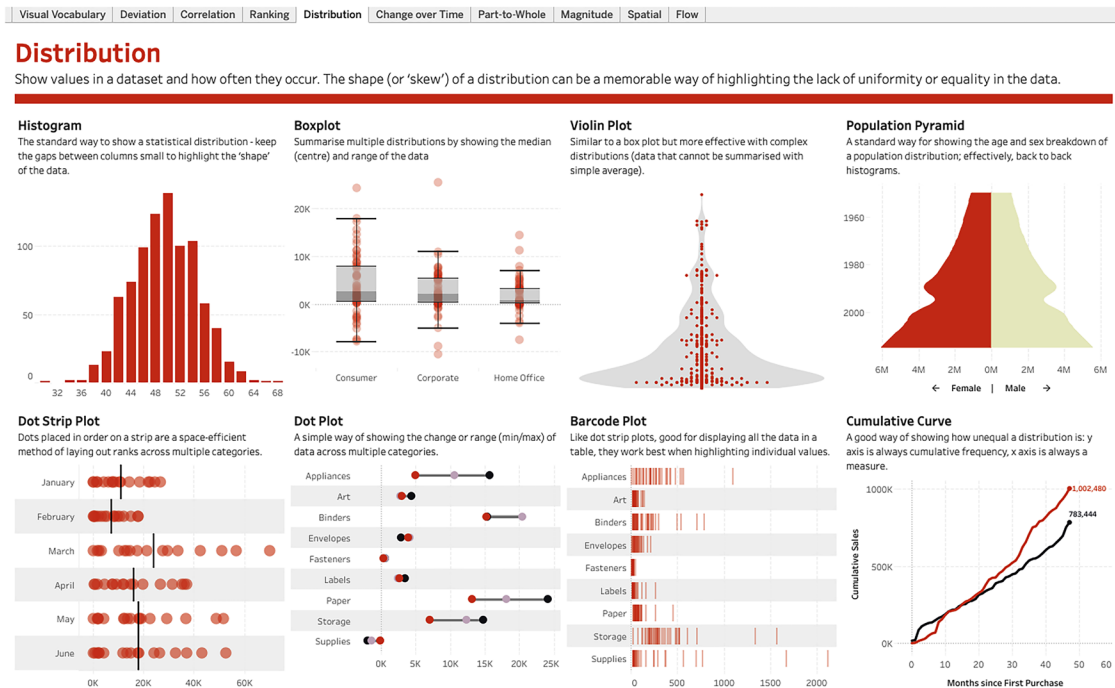 Visual Vocabulary Deviation Correlation Ranking Distribution Change over Time Part-to-Whole Magnitude Spatial Flow
Distribution
Show values in a dataset and how often they occur. The shape (or ‘skew’) of a distribution can be a memorable way of highlighting the lack of uniformity or equality in the data.
Histogram
The standard way to show a statistical distribution - keep
the gaps between columns small to highlight the ‘shape’
of the data.
100
50
0
32 36 40 44 48 52 56 60 64 68
Boxplot
Summarise multiple distributions by showing the median
(centre) and range of the data
20K
10K
0K
-10K
Consumer Corporate Home Office
Violin Plot
Similar to a box plot but more effective with complex
distributions (data that cannot be summarised with
simple average).
Population Pyramid
A standard way for showing the age and sex breakdown of
a population distribution; effectively, back to back
histograms.
1960
1980
2000
6M 4M 2M 0M 2M 4M 6M
← Female | Male →
Dot Strip Plot
Dots placed in order on a strip are a space-efficient
method of laying out ranks across multiple categories.
January
February
March
April
May
June
0K 20K 40K 60K
Dot Plot
A simple way of showing the change or range (min/max) of
data across multiple categories.
Appliances
Art
Binders
Envelopes
Fasteners
Labels
Paper
Storage
Supplies
0K 5K 10K 15K 20K 25K
Barcode Plot
Like dot strip plots, good for displaying all the data in a
table, they work best when highlighting individual values.
Appliances
Art
Binders
Envelopes
Fasteners
Labels
Paper
Storage
Supplies
0 500 1000 1500 2000
Cumulative Curve
A good way of showing how unequal a distribution is: y
axis is always cumulative frequency, x axis is always a
measure.
1000K
1,002,480
783,444
500K
0K
Cumulative Sales
0 10 20 30 40 50 60
Months since First Purchase